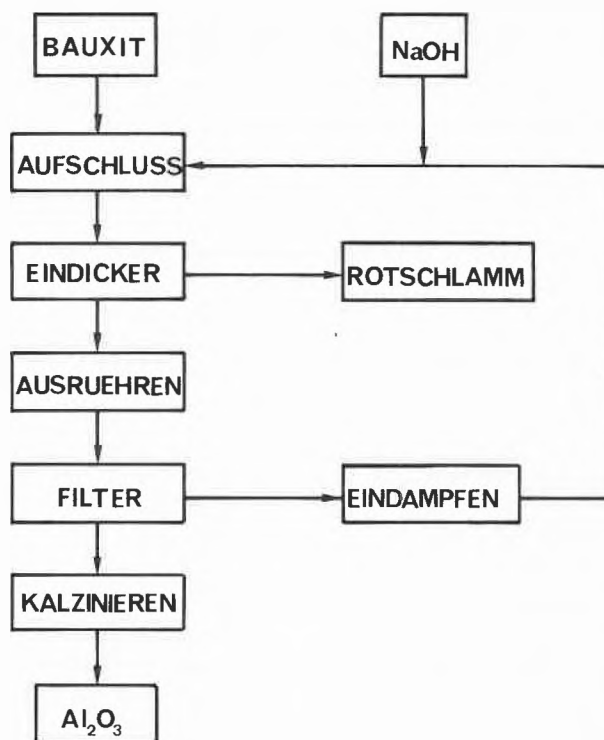 BAUXIT
NaOH
AUFSCHLUSS
EINDICKER
ROTSCHLAMM
AUSRUEHREN
FILTER
EINDAMPFEN
KALZINIEREN
Al₂O₃